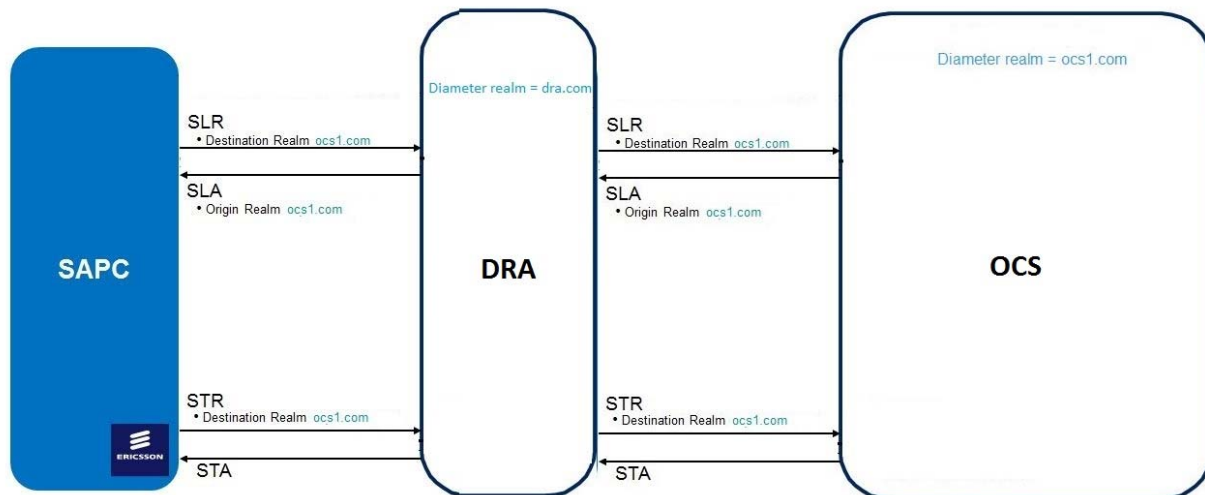 Diameter realm = ocs1.com
Diameter realm = dra.com
SLR
• Destination Realm ocs1.com
SLR
• Destination Realm ocs1.com
SLA
• Origin Realm ocs1.com
SLA
• Origin Realm ocs1.com
SAPC
DRA
OCS
STR
• Destination Realm ocs1.com
STR
• Destination Realm ocs1.com
ERICSSON
STA
STA